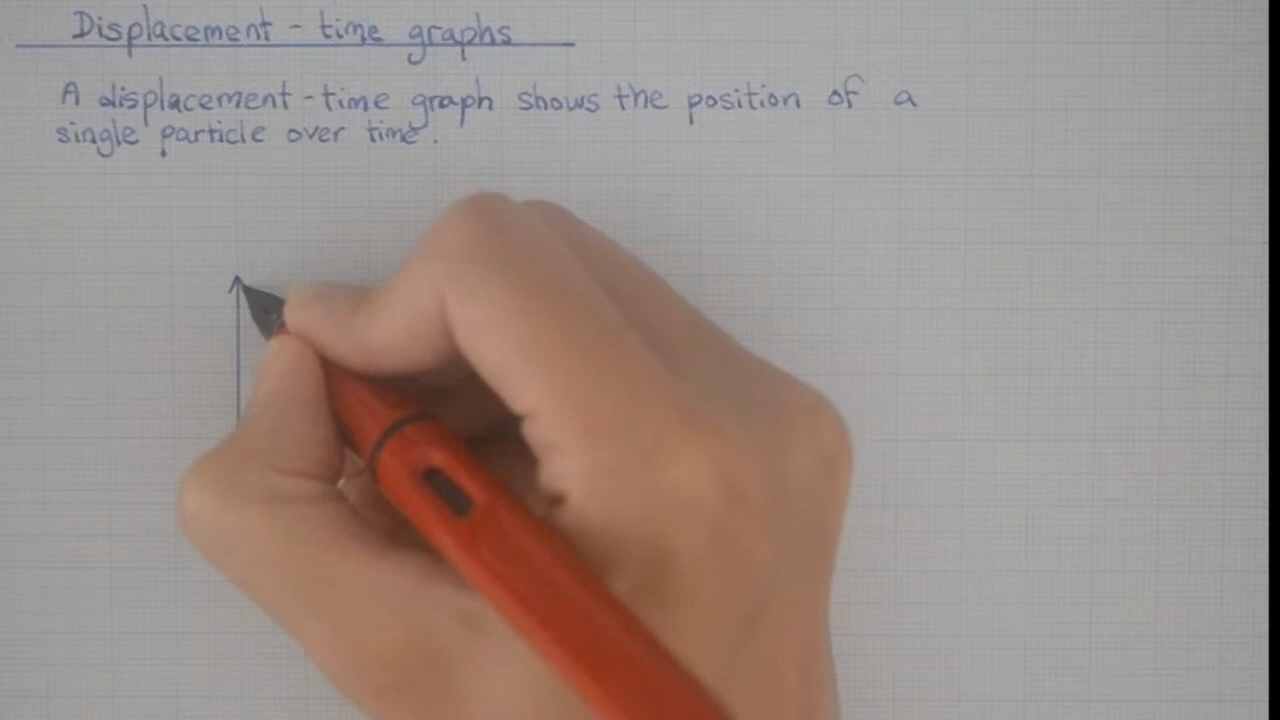 Displacement - time graphs
A displacement - time graph shows the position of a
single particle over time.